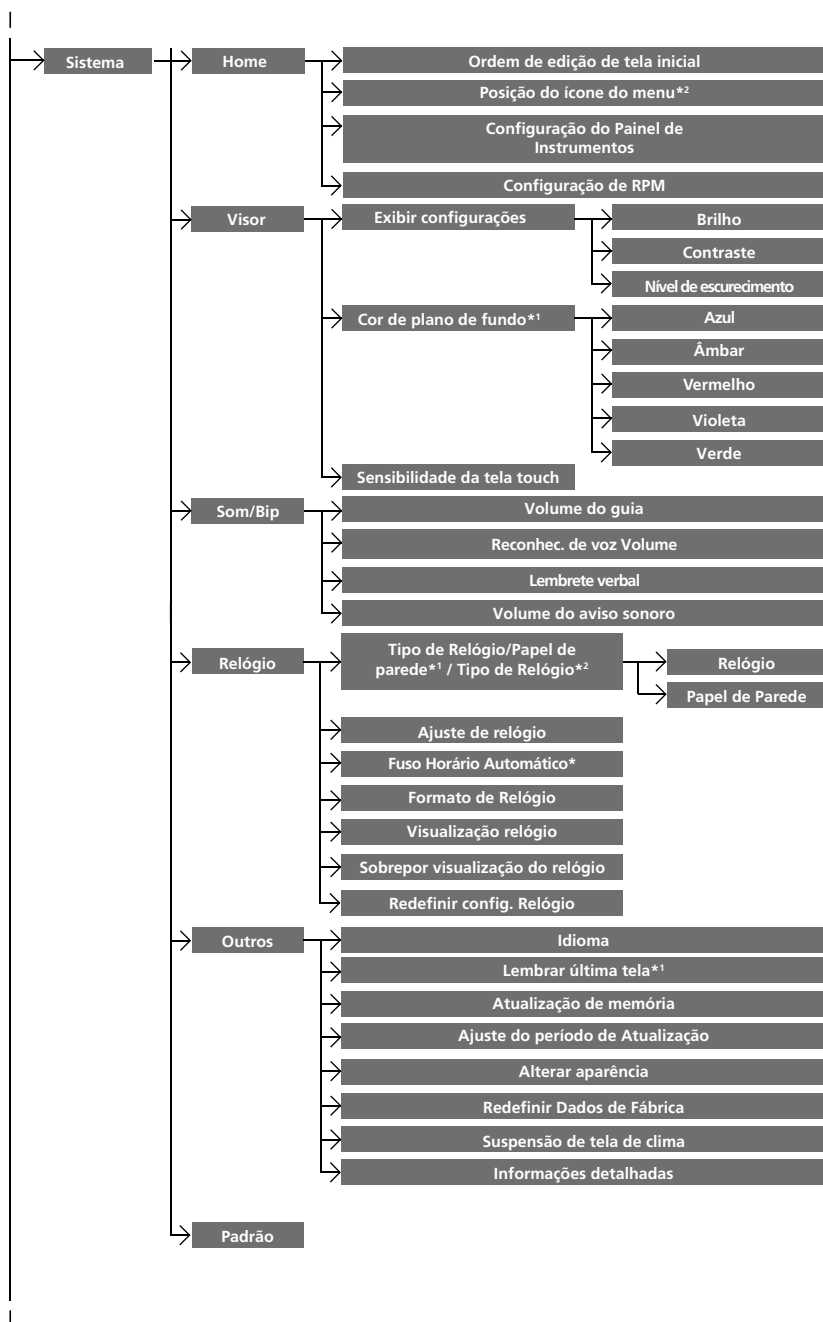 Sistema
Home
Ordem de edição de tela inicial
Posição do ícone do menu*2
Configuração do Painel de
Instrumentos
Configuração de RPM
Visor
Exibir configurações
Brilho
Contraste
Nível de escurecimento
Cor de plano de fundo*1
Azul
Âmbar
Vermelho
Violeta
Verde
Sensibilidade da tela touch
Som/Bip
Volume do guia
Reconhec. de voz Volume
Lembrete verbal
Volume do aviso sonoro
Relógio
Tipo de Relógio/Papel de
parede*1 / Tipo de Relógio*2
Relógio
Papel de Parede
Ajuste de relógio
Fuso Horário Automático*
Formato de Relógio
Visualização relógio
Sobrepor visualização do relógio
Redefinir config. Relógio
Outros
Idioma
Lembrar última tela*1
Atualização de memória
Ajuste do período de Atualização
Alterar aparência
Redefinir Dados de Fábrica
Suspensão de tela de clima
Informações detalhadas
Padrão